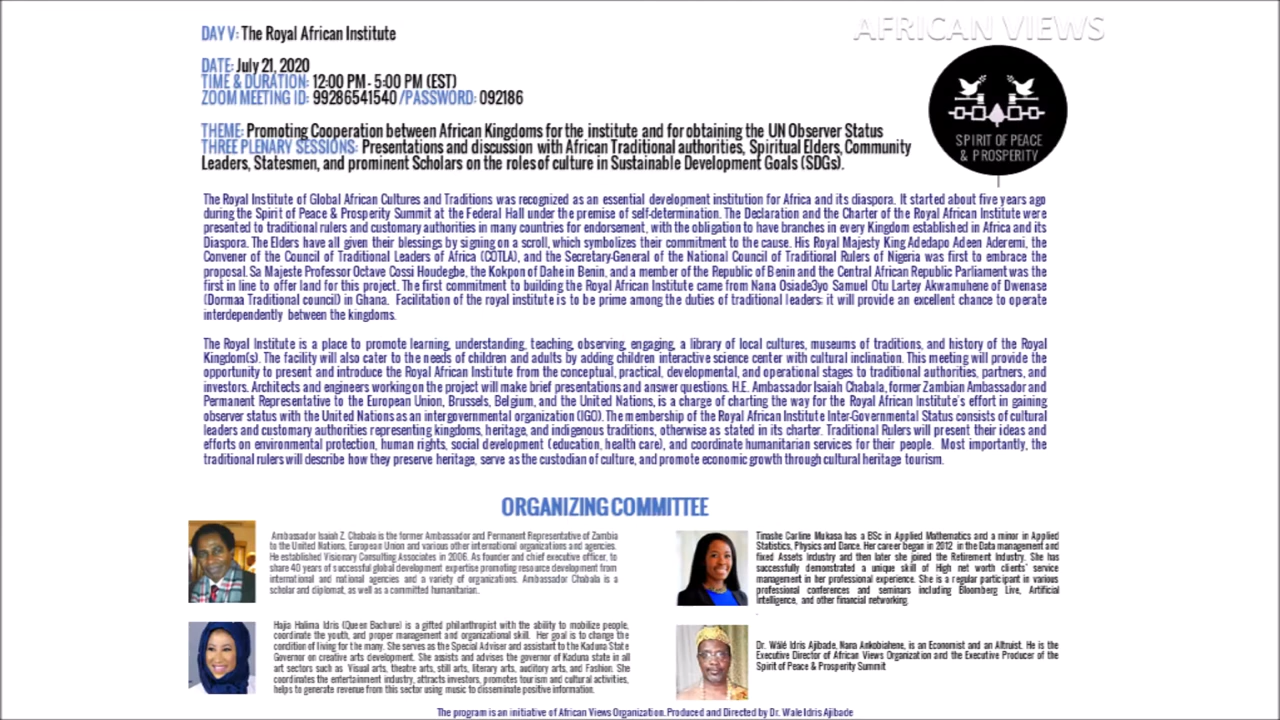 AFRICAN VIEWS
DAY V: The Royal African Institute
DATE: July 21, 2020
TIME & DURATION: 12:00 PM - 5:00 PM (EST)
ZOOM MEETING ID: 99286541540 /PASSWORD: 092186
THEME: Promoting Cooperation between African Kingdoms for the institute and for obtaining the UN Observer Status
THREE PLENARY SESSIONS: Presentations and discussion with African Traditional authorities, Spiritual Elders, Community
Leaders, Statesmen, and prominent Scholars on the roles of culture in Sustainable Development Goals (SDGs).
SPIRIT OF PEACE
& PROSPERITY
The Royal Institute of Global African Cultures and Traditions was recognized as an essential development institution for Africa and its diaspora. It started about five years ago
during the Spirit of Peace & Prosperity Summit at the Federal Hall under the premise of self-determination. The Declaration and the Charter of the Royal African Institute were
presented to traditional rulers and customary authorities in many countries for endorsement, with the obligation to have branches in every Kingdom established in Africa and its
Diaspora. The Elders have all given their blessings by signing on a scroll, which symbolizes their commitment to the cause. His Royal Majesty King Adedapo Adeen Aderemi, the
Convener of the Council of Traditional Leaders of Africa (COTLA), and the Secretary-General of the National Council of Traditional Rulers of Nigeria was first to embrace the
proposal. Sa Majeste Professor Octave Cossi Houdegbe, the Kokpon of Dahe in Benin, and a member of the Republic of Benin and the Central African Republic Parliament was the
first in line to offer land for this project. The first commitment to building the Royal African Institute came from Nana Osiade3yo Samuel Otu Lartey Akwamuhene of Dwenase
(Dormaa Traditional council) in Ghana. Facilitation of the royal institute is to be prime among the duties of traditional leaders; it will provide an excellent chance to operate
interdependently between the kingdoms.
The Royal Institute is a place to promote learning, understanding, teaching, observing, engaging, a library of local cultures, museums of traditions, and history of the Royal
Kingdom(s). The facility will also cater to the needs of children and adults by adding children interactive science center with cultural inclination. This meeting will provide the
opportunity to present and introduce the Royal African Institute from the conceptual, practical, developmental, and operational stages to traditional authorities, partners, and
investors. Architects and engineers working on the project will make brief presentations and answer questions. H.E. Ambassador Isaiah Chabala, former Zambian Ambassador and
Permanent Representative to the European Union, Brussels, Belgium, and the United Nations, is a charge of charting the way for the Royal African Institute's effort in gaining
observer status with the United Nations as an intergovernmental organization (IGO). The membership of the Royal African Institute Inter-Governmental Status consists of cultural
leaders and customary authorities representing kingdoms, heritage, and indigenous traditions, otherwise as stated in its charter. Traditional Rulers will present their ideas and
efforts on environmental protection, human rights, social development (education, health care), and coordinate humanitarian services for their people. Most importantly, the
traditional rulers will describe how they preserve heritage, serve as the custodian of culture, and promote economic growth through cultural heritage tourism.
ORGANIZING COMMITTEE
Ambassador Isaiah Z. Chabala is the former Ambassador and Permanent Representative of Zambia
to the United Nations, European Union and various other international organizations and agencies.
He established Visionary Consulting Associates in 2006. As founder and chief executive officer, to
share 40 years of successful global development expertise promoting resource development from
international and national agencies and a variety of organizations. Ambassador Chabala is a
scholar and diplomat, as well as a committed humanitarian..
Tinashe Carline Mukasa has a BSc in Applied Mathematics and a minor in Applied
Statistics, Physics and Dance. Her career began in 2012 in the Data management and
fixed Assets Industry and then later she joined the Retirement Industry. She has
successfully demonstrated a unique skill of High net worth clients' service
management in her professional experience. She is a regular participant in various
professional conferences and seminars including Bloomberg Live, Artificial
Intelligence, and other financial networking.
Hajia Halima Idris (Queen Bachure) is a gifted philanthropist with the ability to mobilize people,
coordinate the youth, and proper management and organizational skill. Her goal is to change the
condition of living for the many. She serves as the Special Adviser and assistant to the Kaduna State
Governor on creative arts development. She assists and advises the governor of Kaduna state in all
art sectors such as Visual arts, theatre arts, still arts, literary arts, auditory arts, and Fashion. She
coordinates the entertainment industry, attracts investors, promotes tourism and cultural activities,
helps to generate revenue from this sector using music to disseminate positive information.
Dr. Wàlé Idris Ajibade, Nana Ankobiahene, is an Economist and an Altruist. He is the
Executive Director of African Views Organization and the Executive Producer of the
Spirit of Peace & Prosperity Summit
The program is an initiative of African Views Organization. Produced and Directed by Dr. Wale Idris Ajibade